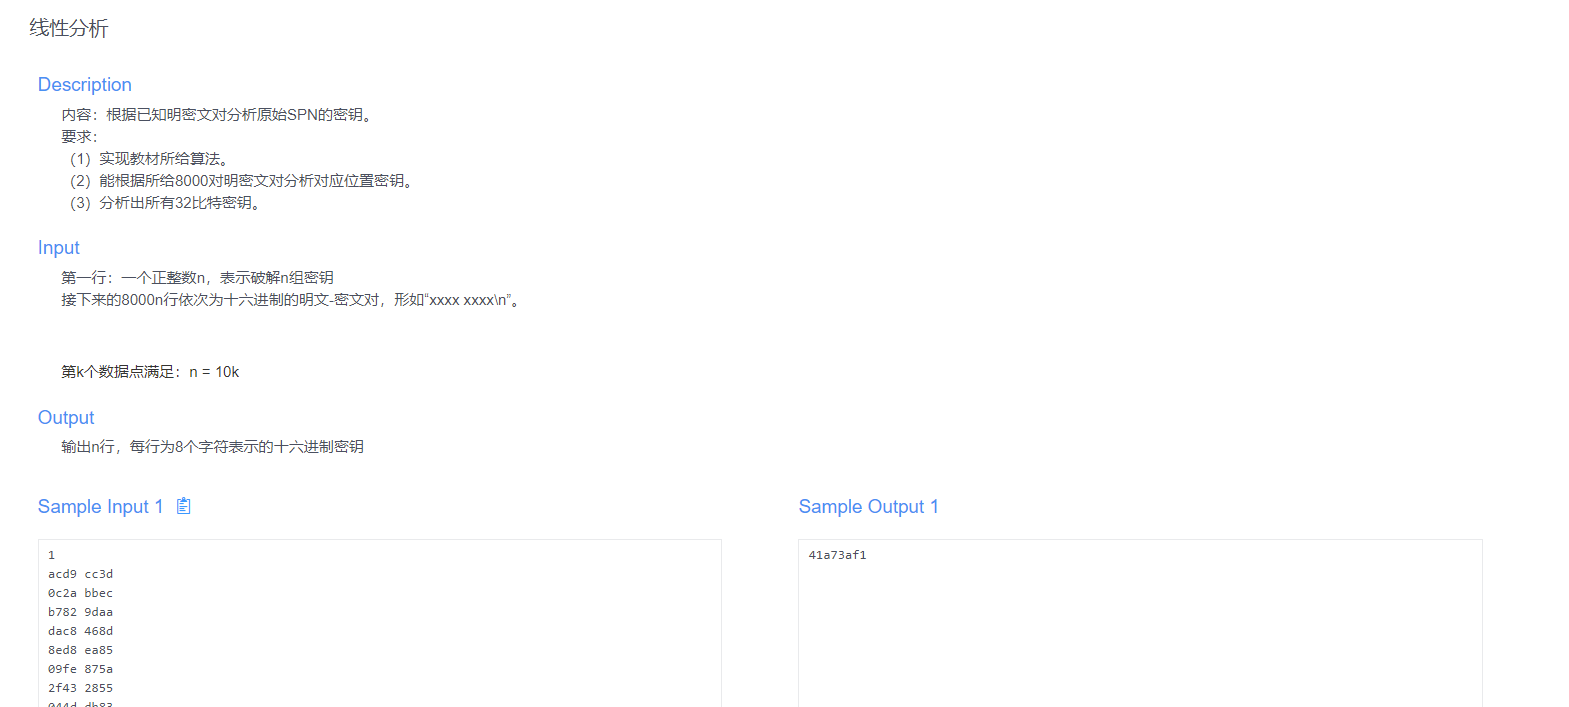 线性分析
Description
内容：根据已知明密文对分析原始SPN的密钥。
要求：
（1）实现教材所给算法。
（2）能根据所给8000对明密文对分析对应位置密钥。
（3）分析出所有32比特密钥。
Input
第一行：一个正整数n，表示破解n组密钥
接下来的8000n行依次为十六进制的明文-密文对，形如“xxxx xxxx\n”。
第k个数据点满足：n = 10k
Output
输出n行，每行为8个字符表示的十六进制密钥
Sample Input 1
1
acd9 cc3d
0c2a bbec
b782 9daa
dac8 468d
8ed8 ea85
09fe 875a
2f43 2855
Sample Output 1
41a73af1